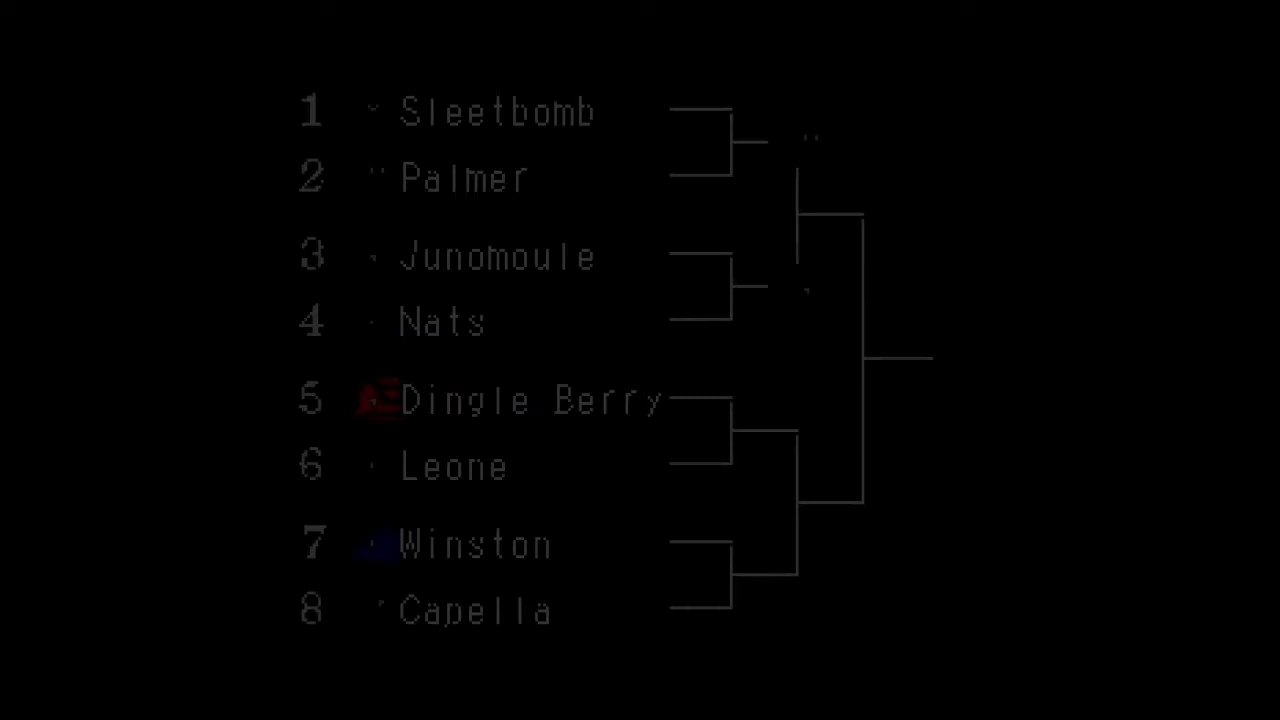 1 Sleetbomb
2 Palmer
3 Junomoule
4 Nats
5 Dingle Berry
6 Leone
7 Winston
8 Capella